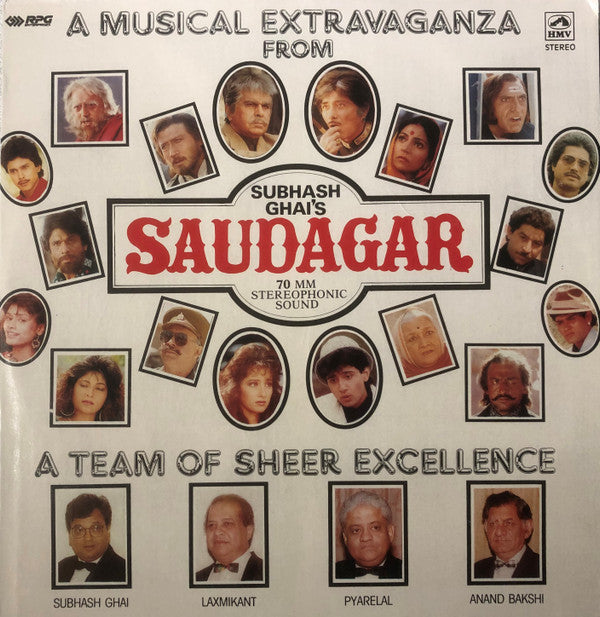 RPG
A MUSICAL EXTRAVAGANZA
FROM
HMV
STEREO
SUBHASH
GHAI'S
SAUDAGAR
70 MM
STEREOPHONIC
SOUND
A TEAM OF SHEER EXCELLENCE
SUBHASH GHAI
LAXMIKANT
PYARELAL
ANAND BAKSHI